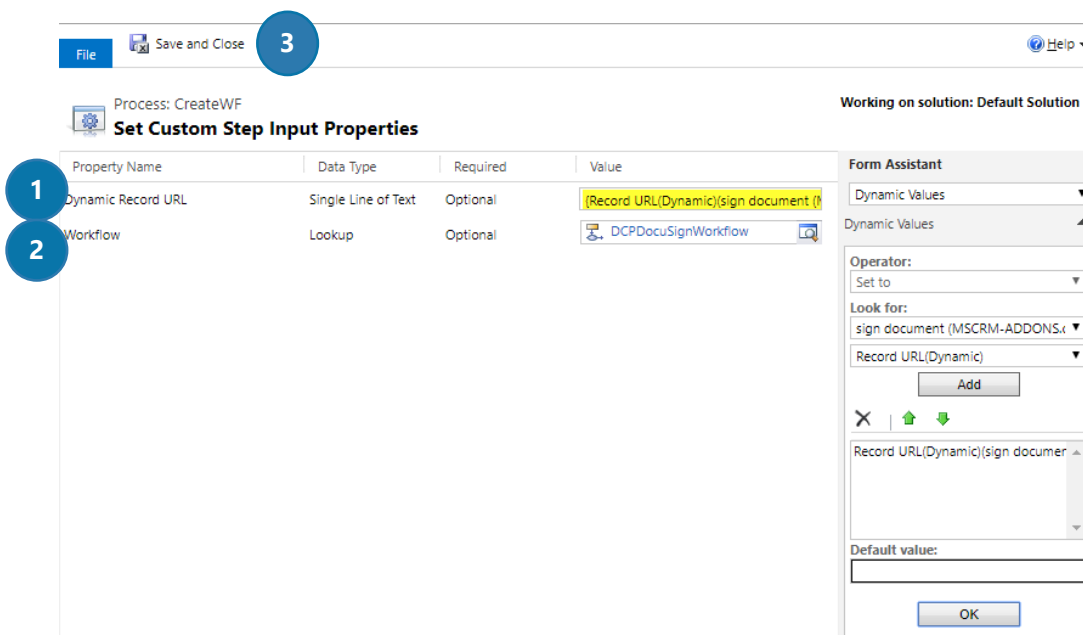 File
Save and Close
3
Help
Process: CreateWF
Set Custom Step Input Properties
Working on solution: Default Solution
Property Name Data Type Required Value
1
Dynamic Record URL Single Line of Text Optional {Record URL(Dynamic)(sign document (
2
Workflow Lookup Optional DCPDocuSignWorkflow
Form Assistant
Dynamic Values
Dynamic Values
Operator:
Set to
Look for:
sign document (MSCRM-ADDONS.
Record URL(Dynamic)
Add
Record URL(Dynamic)(sign documer
Default value:
OK